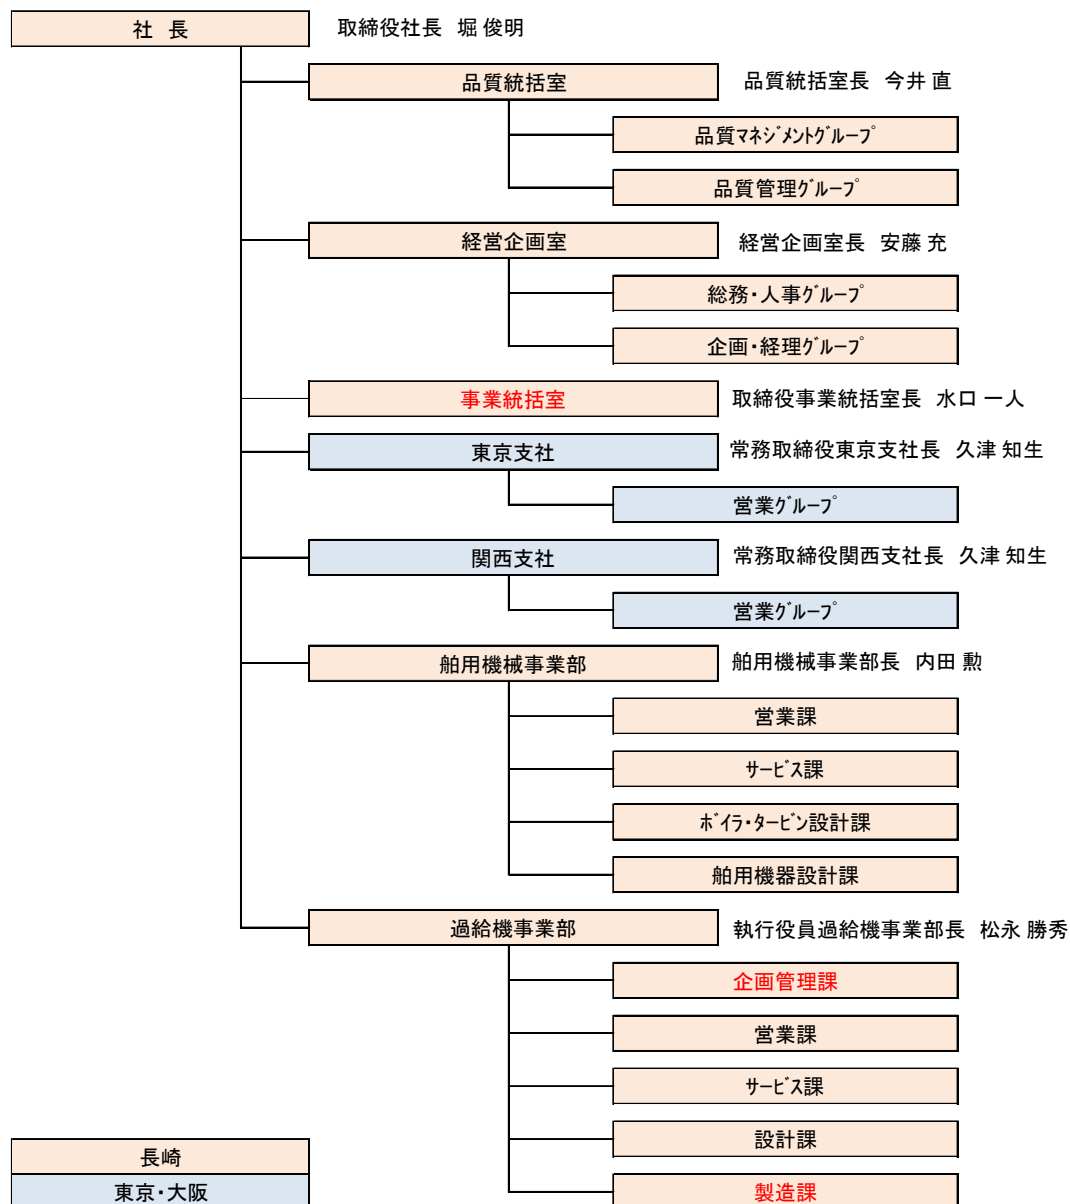 社 長 取締役社長 堀 俊明
品質統括室 品質統括室長 今井 直
品質ﾏﾈｼﾞﾒﾝﾄｸﾞﾙｰﾌﾟ
品質管理ｸﾞﾙｰﾌﾟ
経営企画室 経営企画室長 安藤 充
総務・人事ｸﾞﾙｰﾌﾟ
企画・経理ｸﾞﾙｰﾌﾟ
事業統括室 取締役事業統括室長 水口 一人
東京支社 常務取締役東京支社長 久津 知生
営業ｸﾞﾙｰﾌﾟ
関西支社 常務取締役関西支社長 久津 知生
営業ｸﾞﾙｰﾌﾟ
舶用機械事業部 舶用機械事業部長 内田 勲
営業課
ｻｰﾋﾞｽ課
ﾎﾞｲﾗ・ﾀｰﾋﾞﾝ設計課
舶用機器設計課
過給機事業部 執行役員過給機事業部長 松永 勝秀
企画管理課
営業課
ｻｰﾋﾞｽ課
設計課
長崎
東京・大阪 製造課